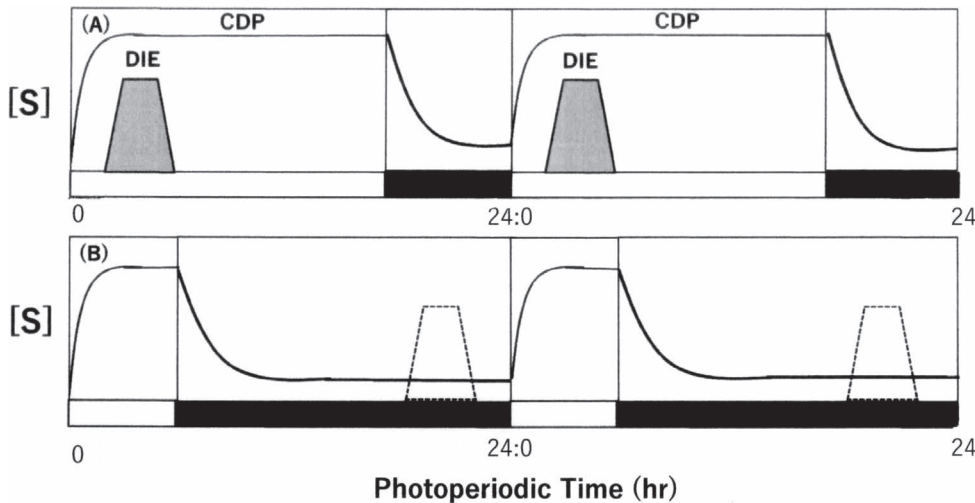 (A) CDP CDP
DIE DIE
[S]
0 24:0 24
(B)
[S]
0 24:0 24
Photoperiodic Time (hr)